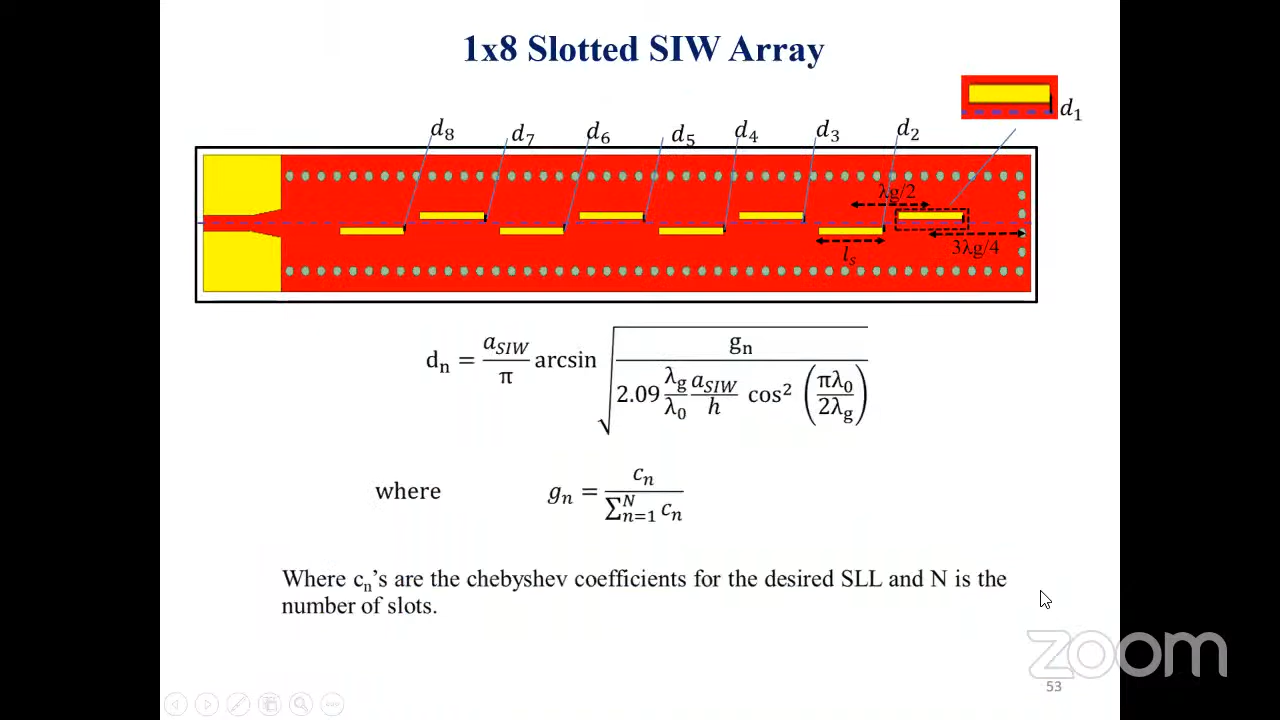 1x8 Slotted SIW Array
d₈ d₇ d₆ d₅ d₄ d₃ d₂ d₁
λg/2
3λg/4
lₛ
dₙ = a_SIW/π arcsin √(gₙ / (2.09 λg/λ₀ a_SIW/h cos² (πλ₀/2λg)))
where gₙ = cₙ / ∑ₙ₌₁ᴺ cₙ
Where cₙ's are the chebyshev coefficients for the desired SLL and N is the
number of slots.
zoom
53